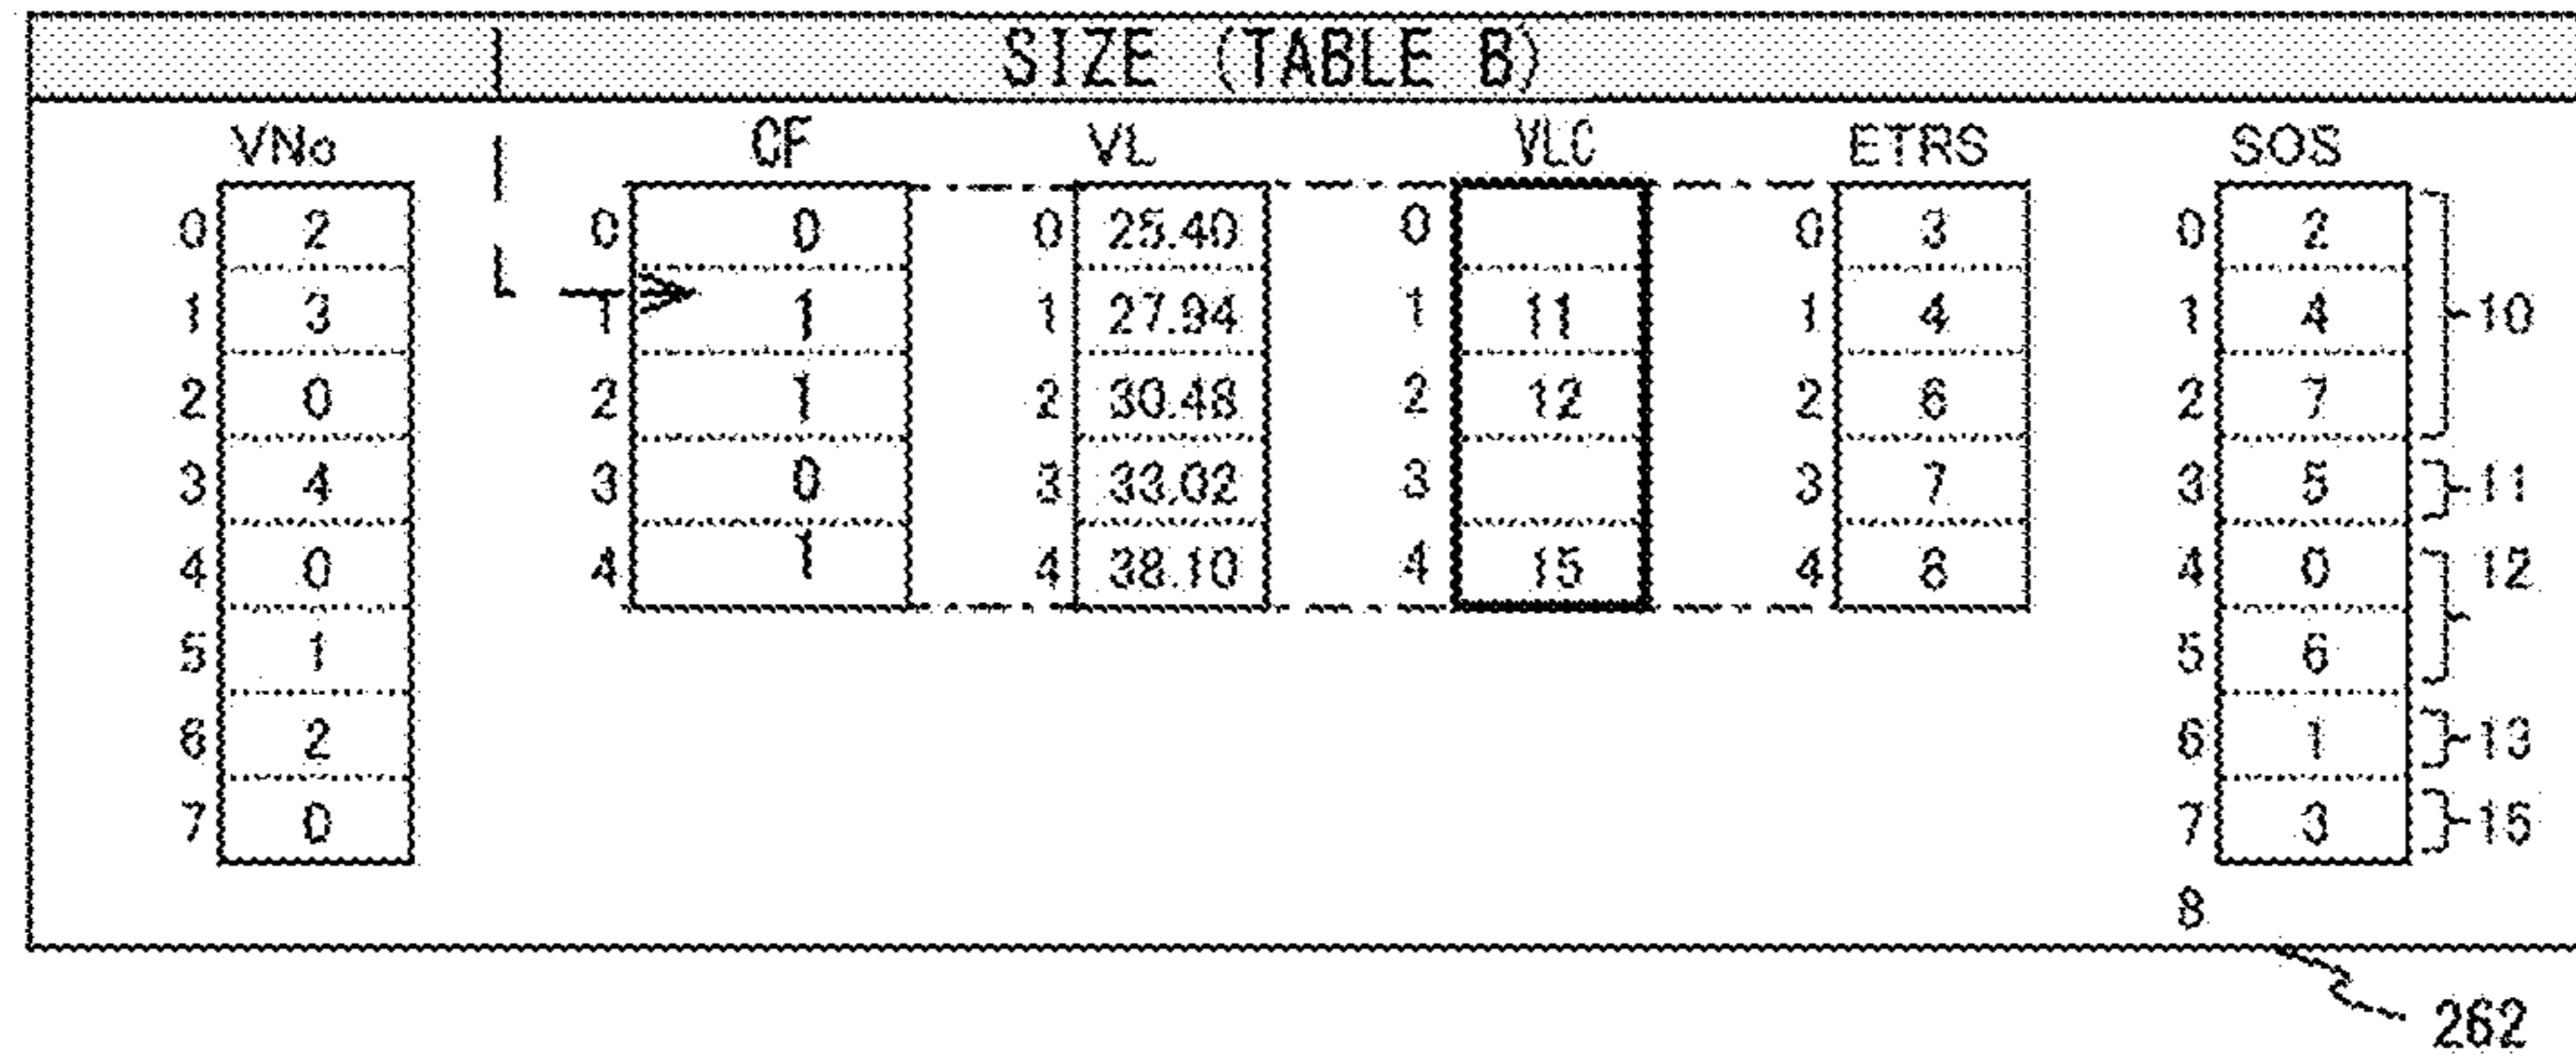 SIZE (TABLE B)
VNo CF VL VLC ETRS SOS
0 2 0 0 0 25.40 0 0 3 0 2
1 3 1 1 1 27.94 1 11 1 4 1 4 10
2 0 2 1 2 30.48 2 12 2 6 2 7
3 4 3 0 3 33.02 3 3 7 3 5 11
4 0 4 1 4 38.10 4 15 4 8 4 0 12
5 1 5 6
6 2 6 1 13
7 0 7 3 15
8
262